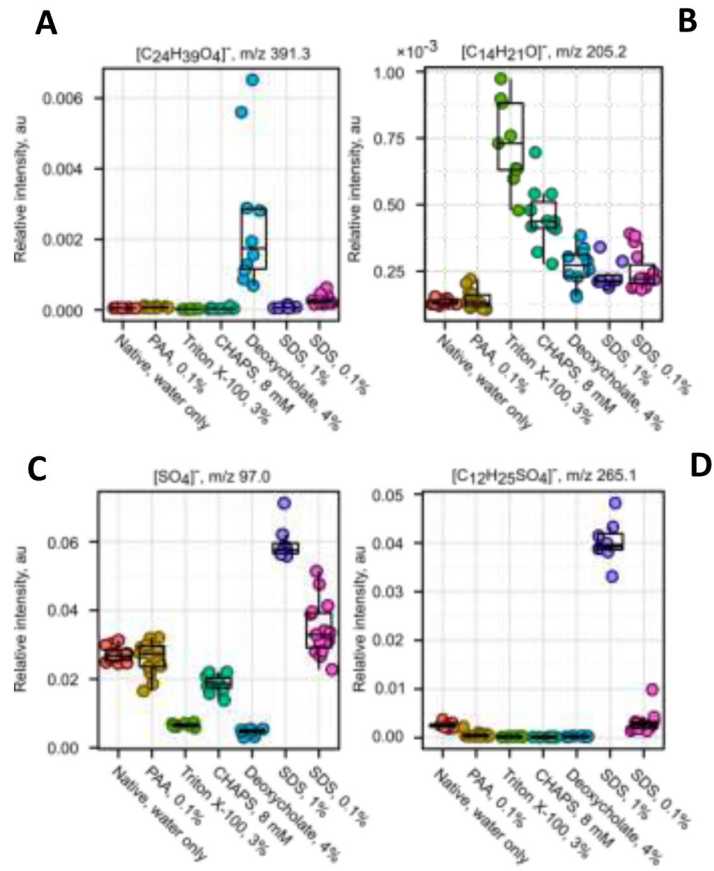 A
B
[C24H39O4]⁻, m/z 391.3
×10⁻³
[C14H21O]⁻, m/z 205.2
Relative intensity, au
0.006
0.004
0.002
0.000
Native, water only
PAA, 0.1%
Triton X-100, 3%
CHAPS, 8 mM
Deoxycholate, 4%
SDS, 1%
SDS, 0.1%
Relative intensity, au
1.00
0.75
0.50
0.25
Native, water only
PAA, 0.1%
Triton X-100, 3%
CHAPS, 8 mM
Deoxycholate, 4%
SDS, 1%
SDS, 0.1%
C
D
[SO4]⁻, m/z 97.0
[C12H25SO4]⁻, m/z 265.1
Relative intensity, au
0.06
0.04
0.02
0.00
Native, water only
PAA, 0.1%
Triton X-100, 3%
CHAPS, 8 mM
Deoxycholate, 4%
SDS, 1%
SDS, 0.1%
Relative intensity, au
0.05
0.04
0.03
0.02
0.01
0.00
Native, water only
PAA, 0.1%
Triton X-100, 3%
CHAPS, 8 mM
Deoxycholate, 4%
SDS, 1%
SDS, 0.1%